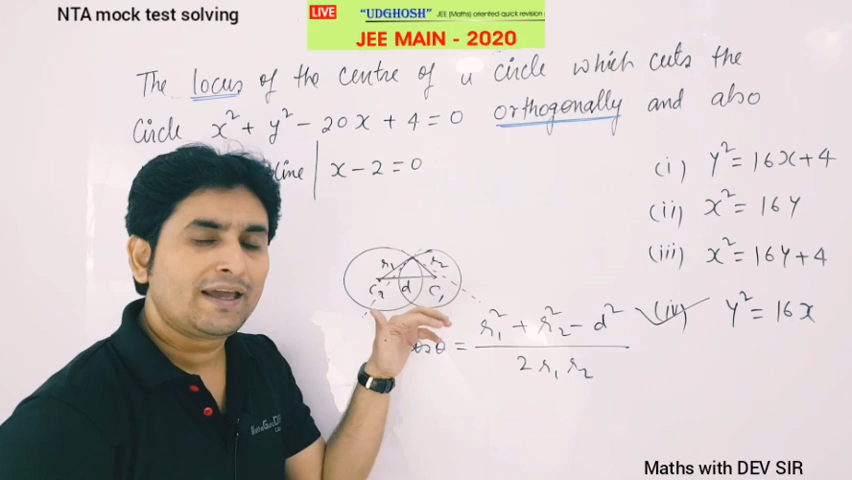 NTA mock test solving
LIVE
"UDGHOSH" JEE (Maths) oriented quick revision
JEE MAIN - 2020
The locus of the centre of a circle which cuts the
circle x² + y² - 20x + 4 = 0 orthogonally and also
line | x - 2 = 0
(i) y² = 16x + 4
(ii) x² = 16y
(iii) x² = 16y + 4
(iv) y² = 16x
r₁ r₂
C₂ d C₁
θ = r₁² + r₂² - d² / 2 r₁ r₂
Maths with DEV SIR